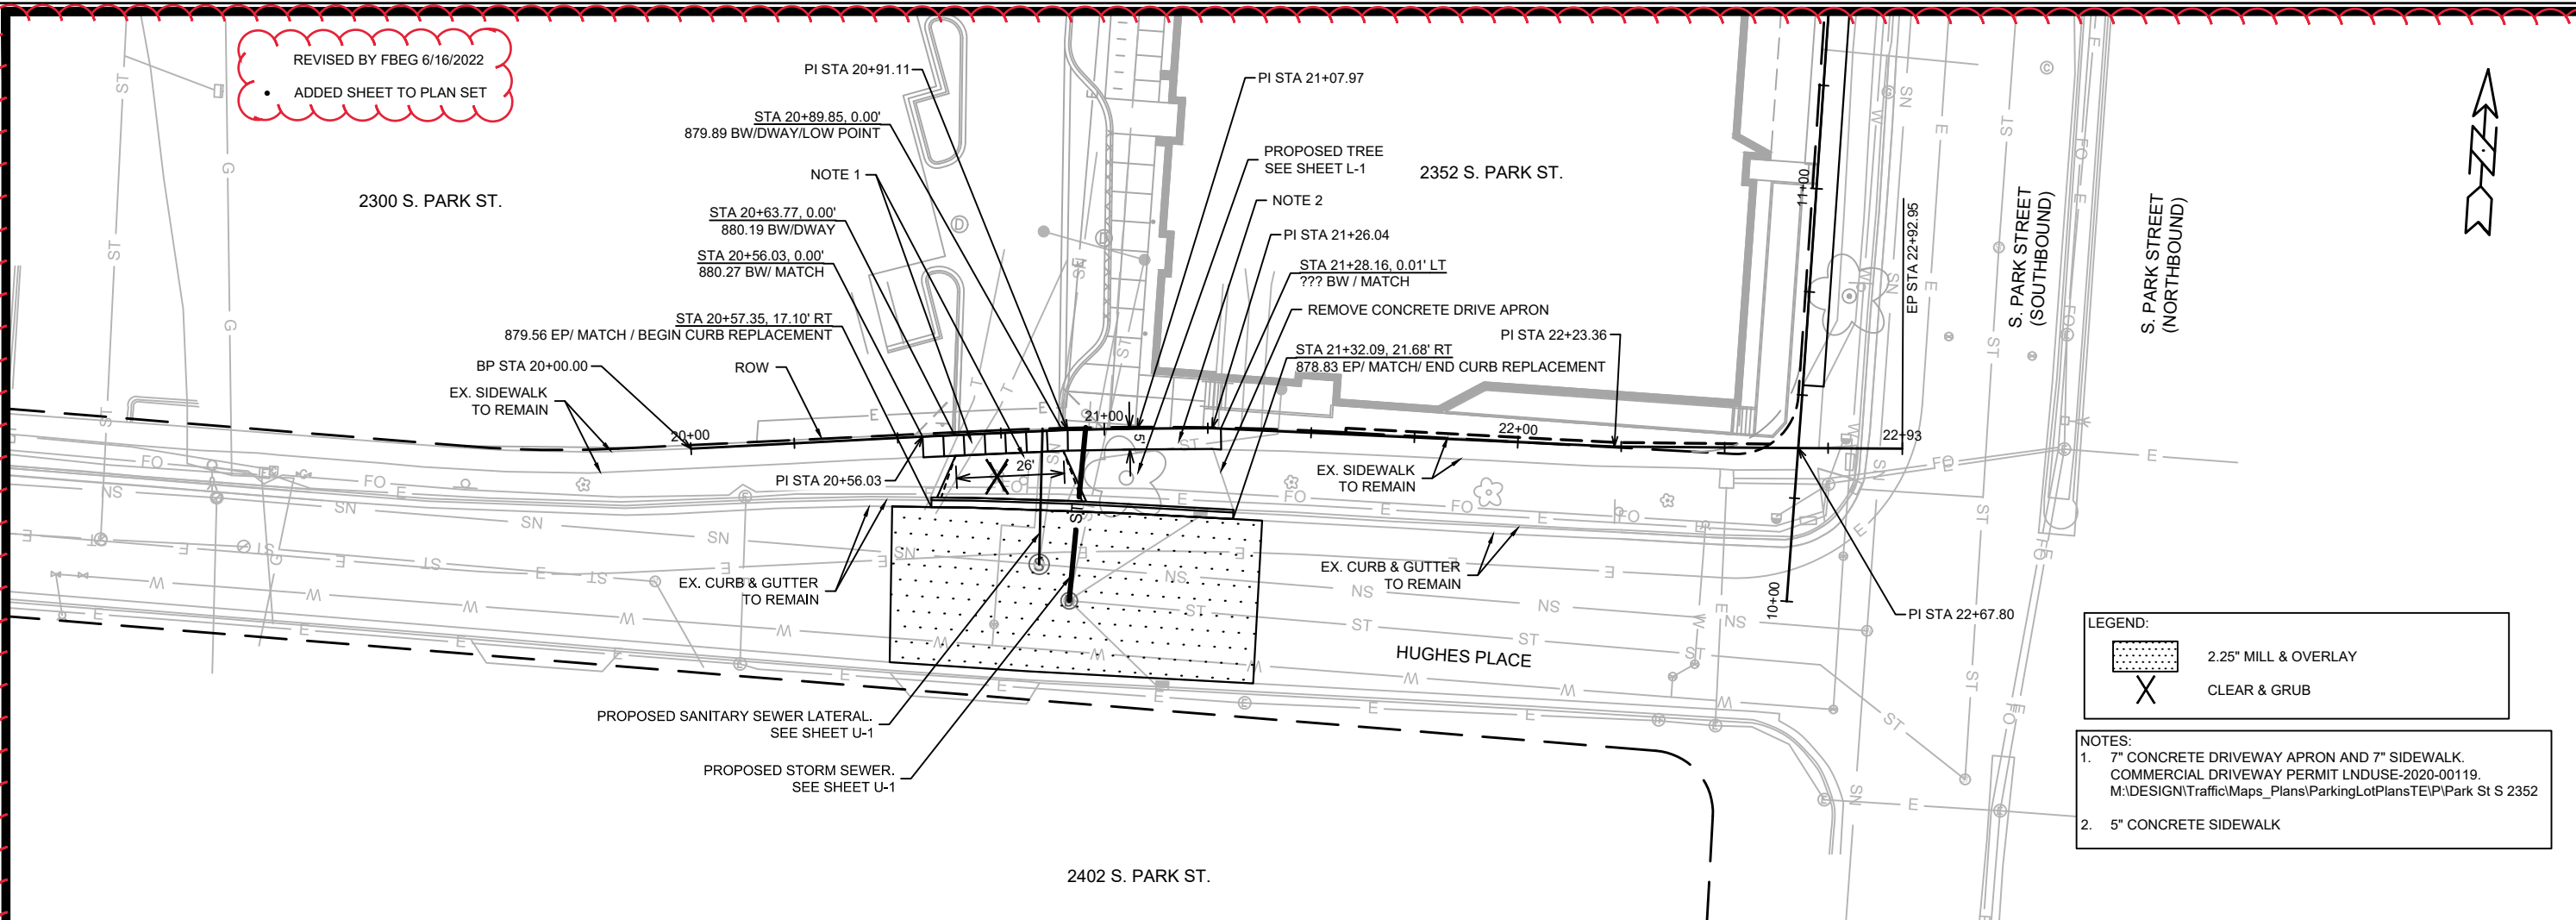 REVISED BY FBEG 6/16/2022
• ADDED SHEET TO PLAN SET
2300 S. PARK ST.
PI STA 20+91.11
STA 20+89.85, 0.00'
879.89 BW/DWAY/LOW POINT
NOTE 1
STA 20+63.77, 0.00'
880.19 BW/DWAY
STA 20+56.03, 0.00'
880.27 BW/ MATCH
STA 20+57.35, 17.10' RT
879.56 EP/ MATCH / BEGIN CURB REPLACEMENT
BP STA 20+00.00
ROW
EX. SIDEWALK
TO REMAIN
PI STA 21+07.97
PROPOSED TREE
SEE SHEET L-1
2352 S. PARK ST.
NOTE 2
PI STA 21+26.04
STA 21+28.16, 0.01' LT
??? BW / MATCH
REMOVE CONCRETE DRIVE APRON
PI STA 22+23.36
STA 21+32.09, 21.68' RT
878.83 EP/ MATCH/ END CURB REPLACEMENT
11+00
EP STA 22+92.95
S. PARK STREET
(SOUTHBOUND)
S. PARK STREET
(NORTHBOUND)
20+00
21+00
22+00
22+93
5'
26'
PI STA 20+56.03
EX. SIDEWALK
TO REMAIN
EX. CURB & GUTTER
TO REMAIN
EX. CURB & GUTTER
TO REMAIN
10+00
PI STA 22+67.80
HUGHES PLACE
PROPOSED SANITARY SEWER LATERAL.
SEE SHEET U-1
PROPOSED STORM SEWER.
SEE SHEET U-1
2402 S. PARK ST.
LEGEND:
2.25" MILL & OVERLAY
CLEAR & GRUB
NOTES:
1. 7" CONCRETE DRIVEWAY APRON AND 7" SIDEWALK.
COMMERCIAL DRIVEWAY PERMIT LNDUSE-2020-00119.
M:\DESIGN\Traffic\Maps_Plans\ParkingLotPlansTE\P\Park St S 2352
2. 5" CONCRETE SIDEWALK